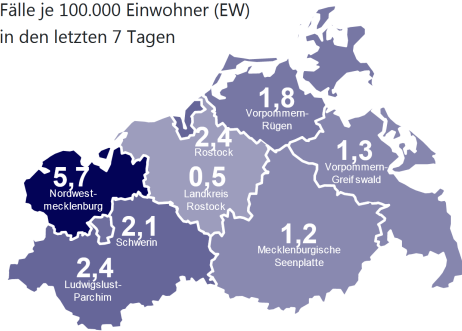 Fälle je 100.000 Einwohner (EW)
in den letzten 7 Tagen
1,8
Vorpommern-
Rügen
2,4
Rostock
1,3
Vorpommern-
Greifswald
5,7
Nordwest-
mecklenburg
0,5
Landkreis
Rostock
2,1
Schwerin
1,2
Mecklenburgische
Seenplatte
2,4
Ludwigslust-
Parchim